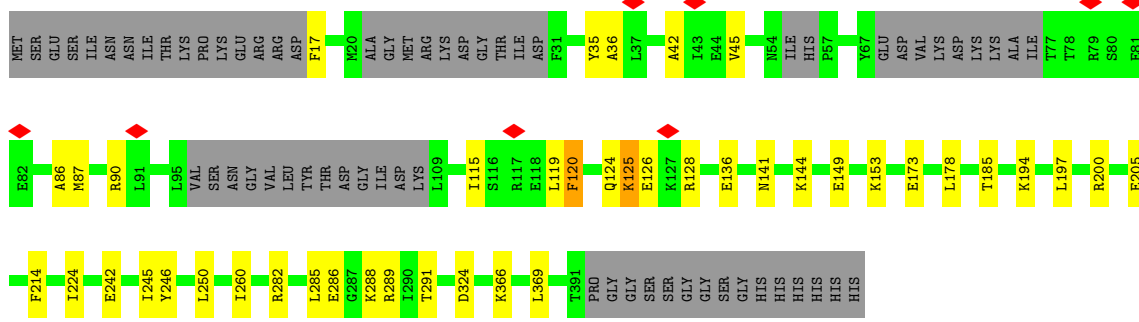 MET SER GLU SER ILE ASN ASN ILE THR LYS PRO LYS GLU ARG ARG ASP F17 M20 ALA GLY MET ARG LYS ASP GLY THR ILE ASP F31 Y35 A36 L37 A42 I43 E44 V45 N54 ILE HIS P57 Y67 GLU ASP VAL LYS ASP LYS LYS ALA ILE T77 T78 R79 S80 E81
E82 A86 M87 R90 L91 L95 VAL SER ASN GLY VAL LEU TYR THR ASP GLY ILE ASP LYS L109 I115 S116 R117 E118 L119 F120 Q124 K125 E126 K127 R128 E136 N141 K144 E149 K153 E173 L178 T185 K194 L197 R200 E205
F214 I224 E242 I245 Y246 L250 I260 R282 L285 E286 G287 K288 R289 I290 T291 D324 K366 L369 T391 PRO GLY GLY SER SER GLY GLY SER GLY HIS HIS HIS HIS HIS HIS